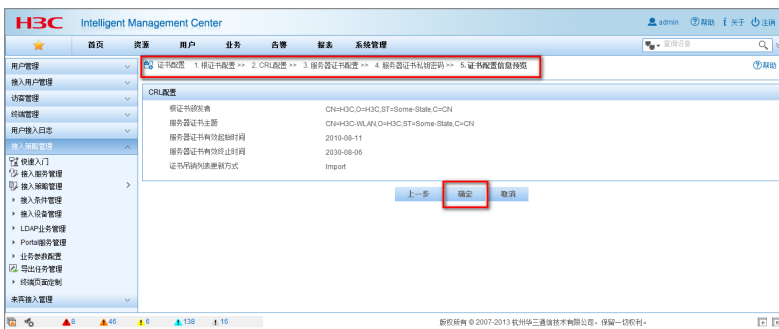 H3C Intelligent Management Center admin 帮助 i 关于 注销
首页 资源 用户 业务 告警 报表 系统管理 查询设备
用户管理
接入用户管理
访客管理
终端管理
用户接入日志
接入策略管理
快速入门
接入服务管理
接入策略管理
接入条件管理
接入设备管理
LDAP业务管理
Portal服务管理
业务参数配置
导出任务管理
终端页面定制
来宾接入管理
证书配置 1.根证书配置 >> 2.CRL配置 >> 3.服务器证书配置 >> 4.服务器证书私钥密码 >> 5.证书配置信息预览 帮助
CRL配置
根证书颁发者 CN=H3C,O=H3C,ST=Some-State,C=CN
服务器证书主题 CN=H3C-WLAN,O=H3C,ST=Some-State,C=CN
服务器证书有效起始时间 2010-08-11
服务器证书有效终止时间 2030-08-06
证书吊销列表更新方式 Import
上一步 确定 取消
8 46 6 138 16 版权所有 © 2007-2013 杭州华三通信技术有限公司，保留一切权利。